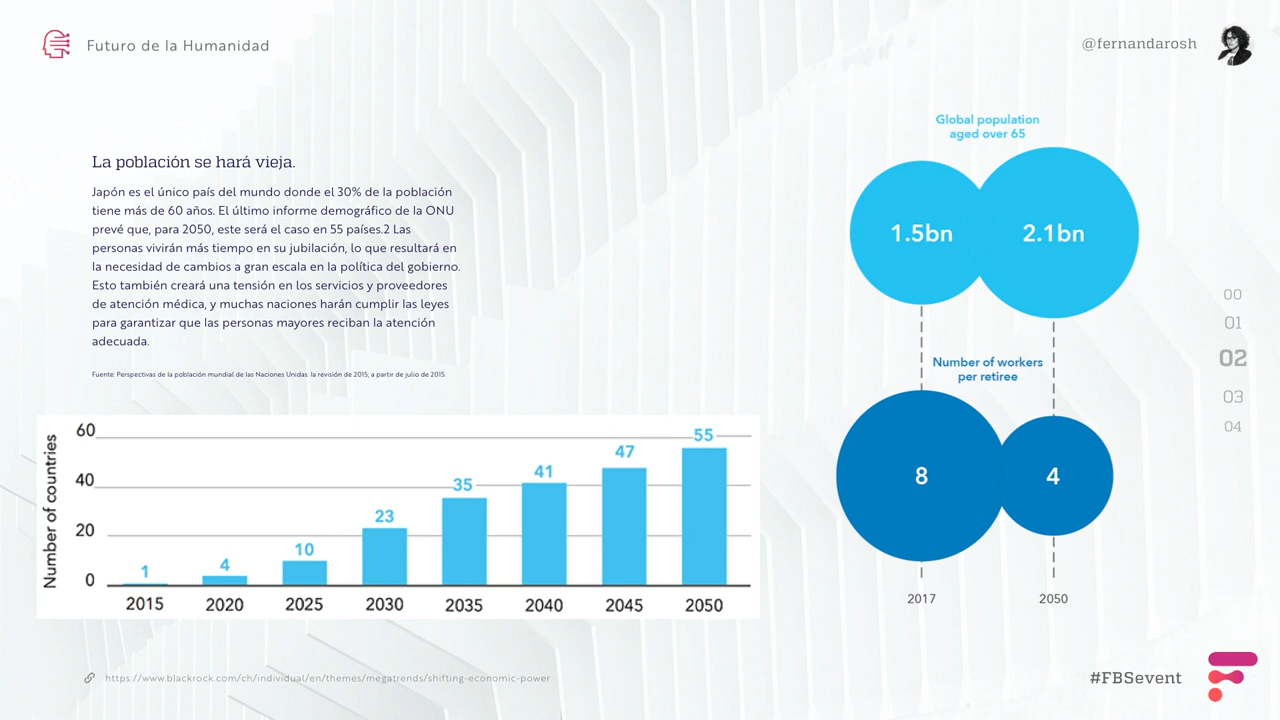 Futuro de la Humanidad
@fernandarosh
La población se hará vieja.
Japón es el único país del mundo donde el 30% de la población
tiene más de 60 años. El último informe demográfico de la ONU
prevé que, para 2050, este será el caso en 55 países.2 Las
personas vivirán más tiempo en su jubilación, lo que resultará en
la necesidad de cambios a gran escala en la política del gobierno.
Esto también creará una tensión en los servicios y proveedores
de atención médica, y muchas naciones harán cumplir las leyes
para garantizar que las personas mayores reciban la atención
adecuada.
Fuente: Perspectivas de la población mundial de las Naciones Unidas: la revisión de 2015; a partir de julio de 2015.
Number of countries
60
40
20
0
1
4
10
23
35
41
47
55
2015
2020
2025
2030
2035
2040
2045
2050
Global population
aged over 65
1.5bn
2.1bn
Number of workers
per retiree
8
4
2017
2050
00
01
02
03
04
https://www.blackrock.com/ch/individual/en/themes/megatrends/shifting-economic-power
#FBSevent